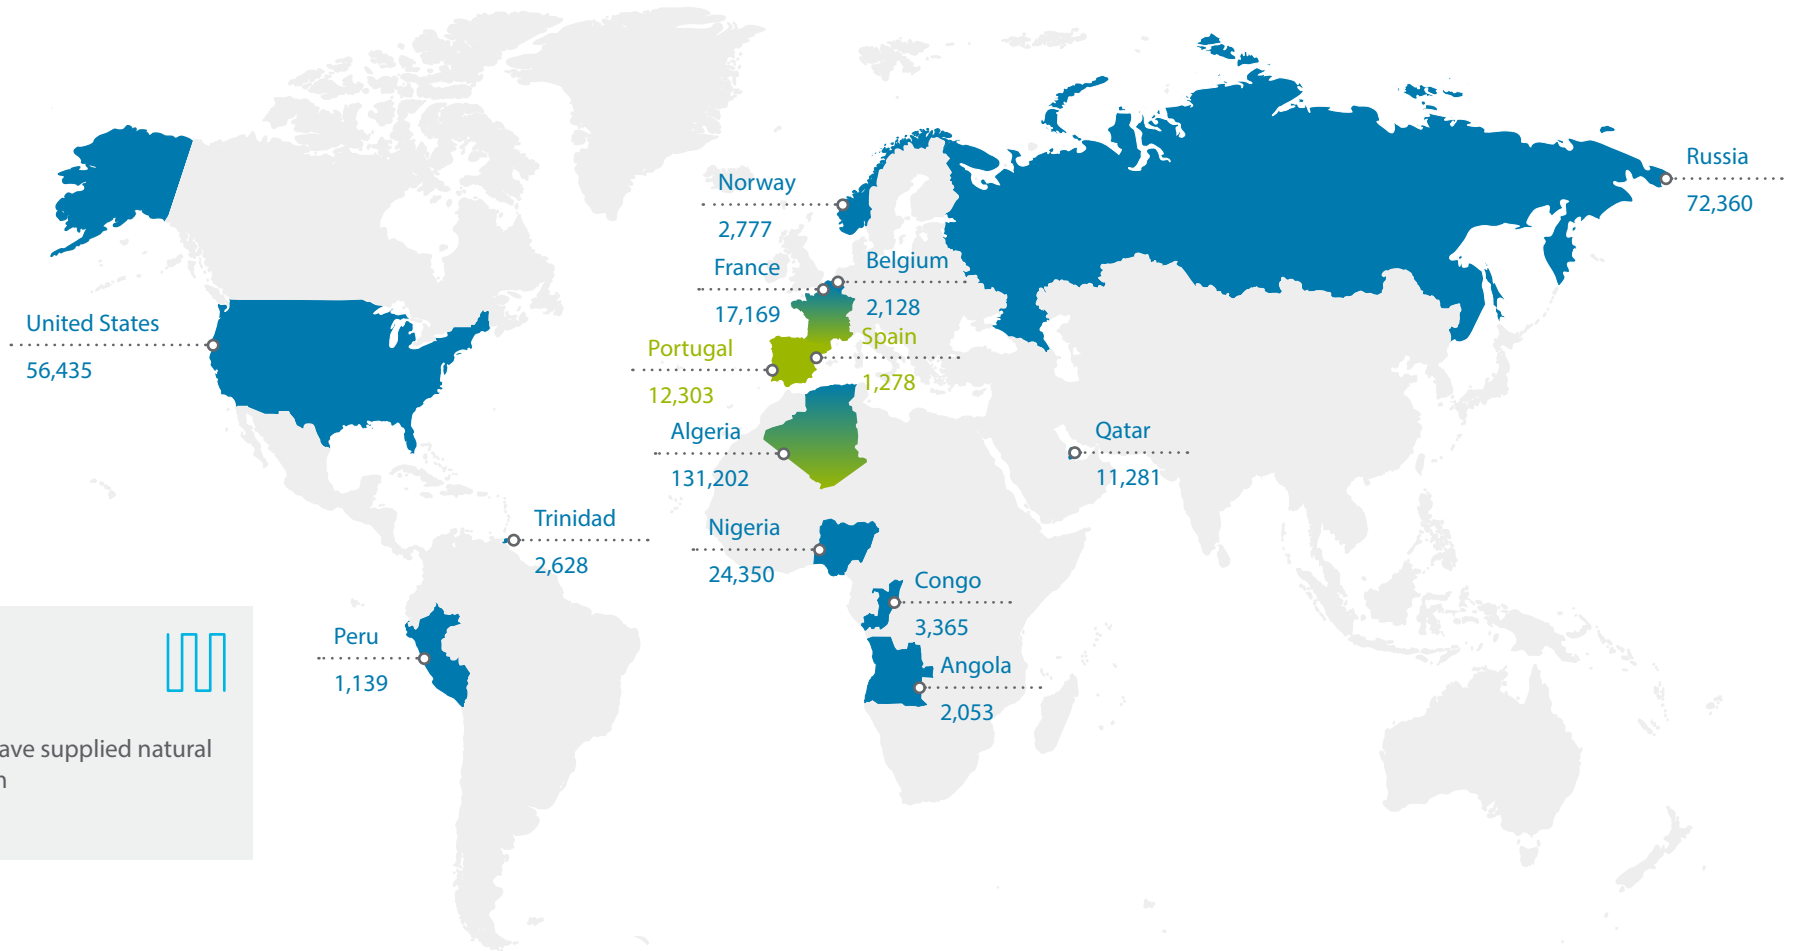 Russia
72,360
Norway
2,777
Belgium
2,128
France
17,169
United States
56,435
Spain
1,278
Portugal
12,303
Algeria
131,202
Qatar
11,281
Trinidad
2,628
Nigeria
24,350
Congo
3,365
Peru
1,139
Angola
2,053
supplied natural